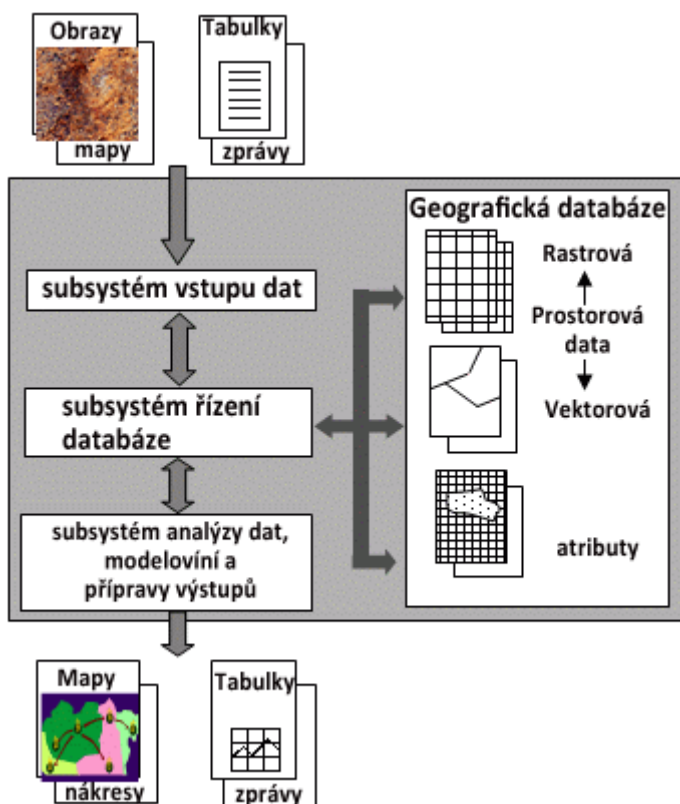 Obrazy
mapy
Tabulky
zprávy
subsystém vstupu dat
subsystém řízení
databáze
subsystém analýzy dat,
modelovíní a
přípravy výstupů
Geografická databáze
Rastrová
Prostorová
data
Vektorová
atributy
Mapy
nákresy
Tabulky
zprávy